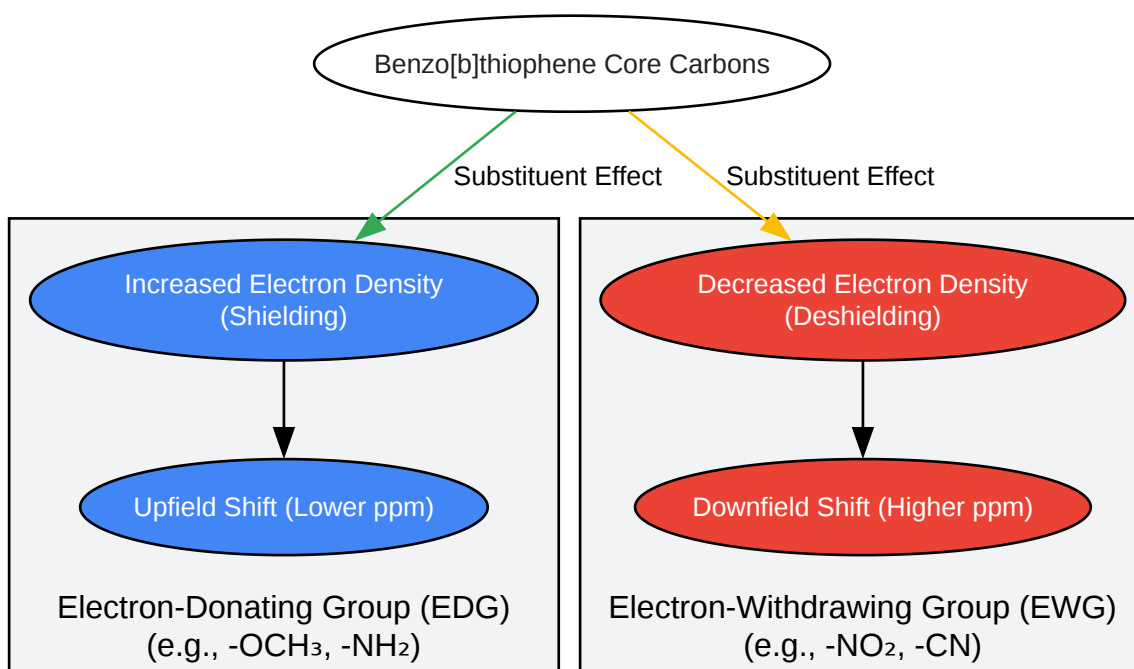 Benzo[b]thiophene Core Carbons
Substituent Effect
Substituent Effect
Increased Electron Density
(Shielding)
Decreased Electron Density
(Deshielding)
Upfield Shift (Lower ppm)
Downfield Shift (Higher ppm)
Electron-Donating Group (EDG)
(e.g., -OCH₃, -NH₂)
Electron-Withdrawing Group (EWG)
(e.g., -NO₂, -CN)